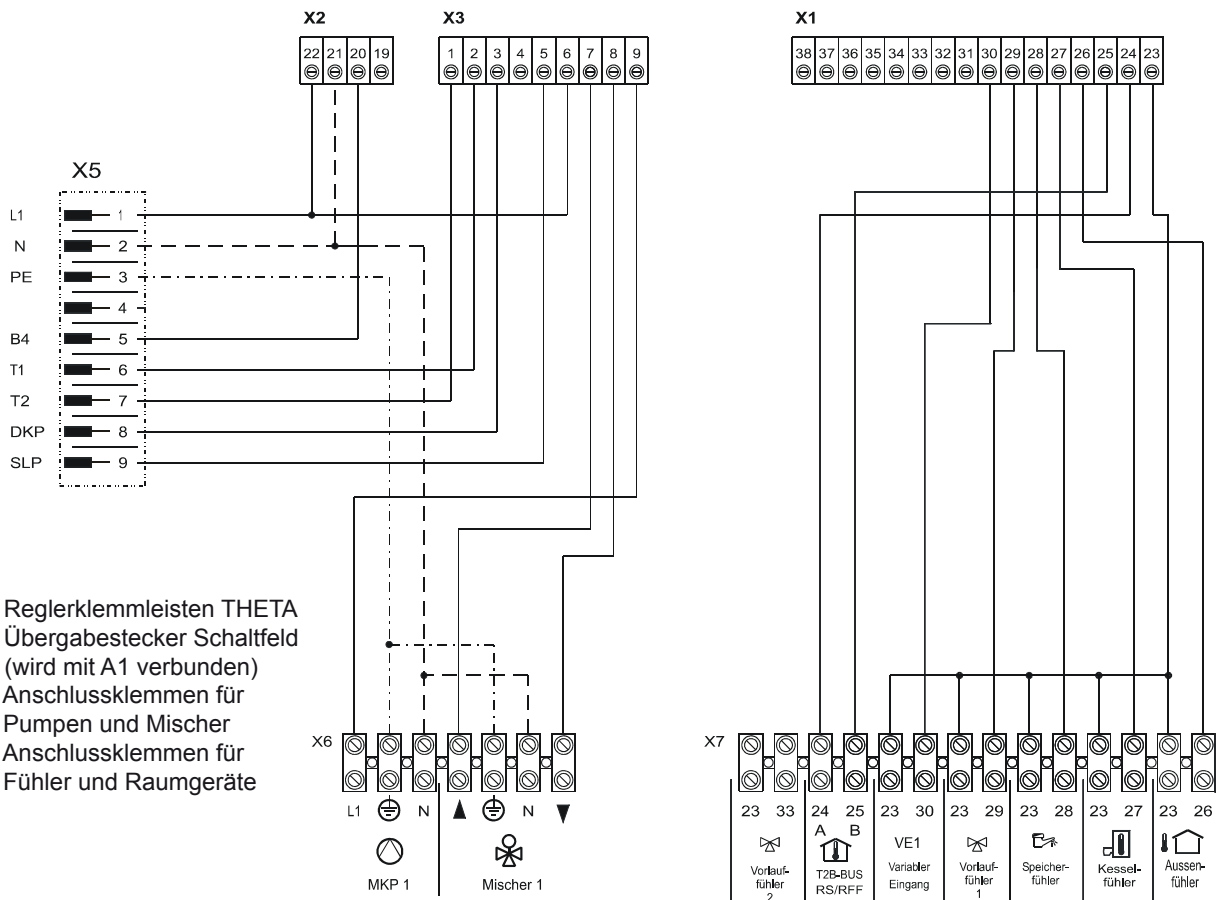 X2 X3 X1
22 21 20 19 1 2 3 4 5 6 7 8 9 38 37 36 35 34 33 32 31 30 29 28 27 26 25 24 23
X5
L1 1
N 2
PE 3
4
B4 5
T1 6
T2 7
DKP 8
SLP 9
Reglerklemmleisten THETA
Übergabestecker Schaltfeld
(wird mit A1 verbunden)
Anschlussklemmen für
Pumpen und Mischer
Anschlussklemmen für
Fühler und Raumgeräte
X6
L1 N N
MKP 1 Mischer 1
X7
23 33 24 25 23 30 23 29 23 28 23 27 23 26
A B
Vorlauf-
fühler
2
T2B-BUS
RS/RFF
VE1
Variabler
Eingang
Vorlauf-
fühler
1
Speicher-
fühler
Kessel-
fühler
Aussen-
fühler